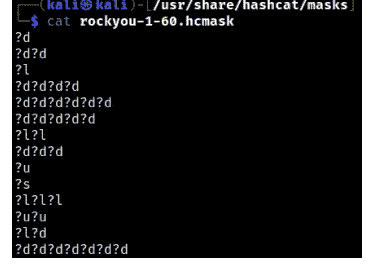 (kali㉿kali)-[/usr/share/hashcat/masks]
$ cat rockyou-1-60.hcmask
?d
?d?d
?l
?d?d?d?d
?d?d?d?d?d?d
?d?d?d?d?d
?l?l
?d?d?d
?u
?s
?l?l?l
?u?u
?l?d
?d?d?d?d?d?d?d